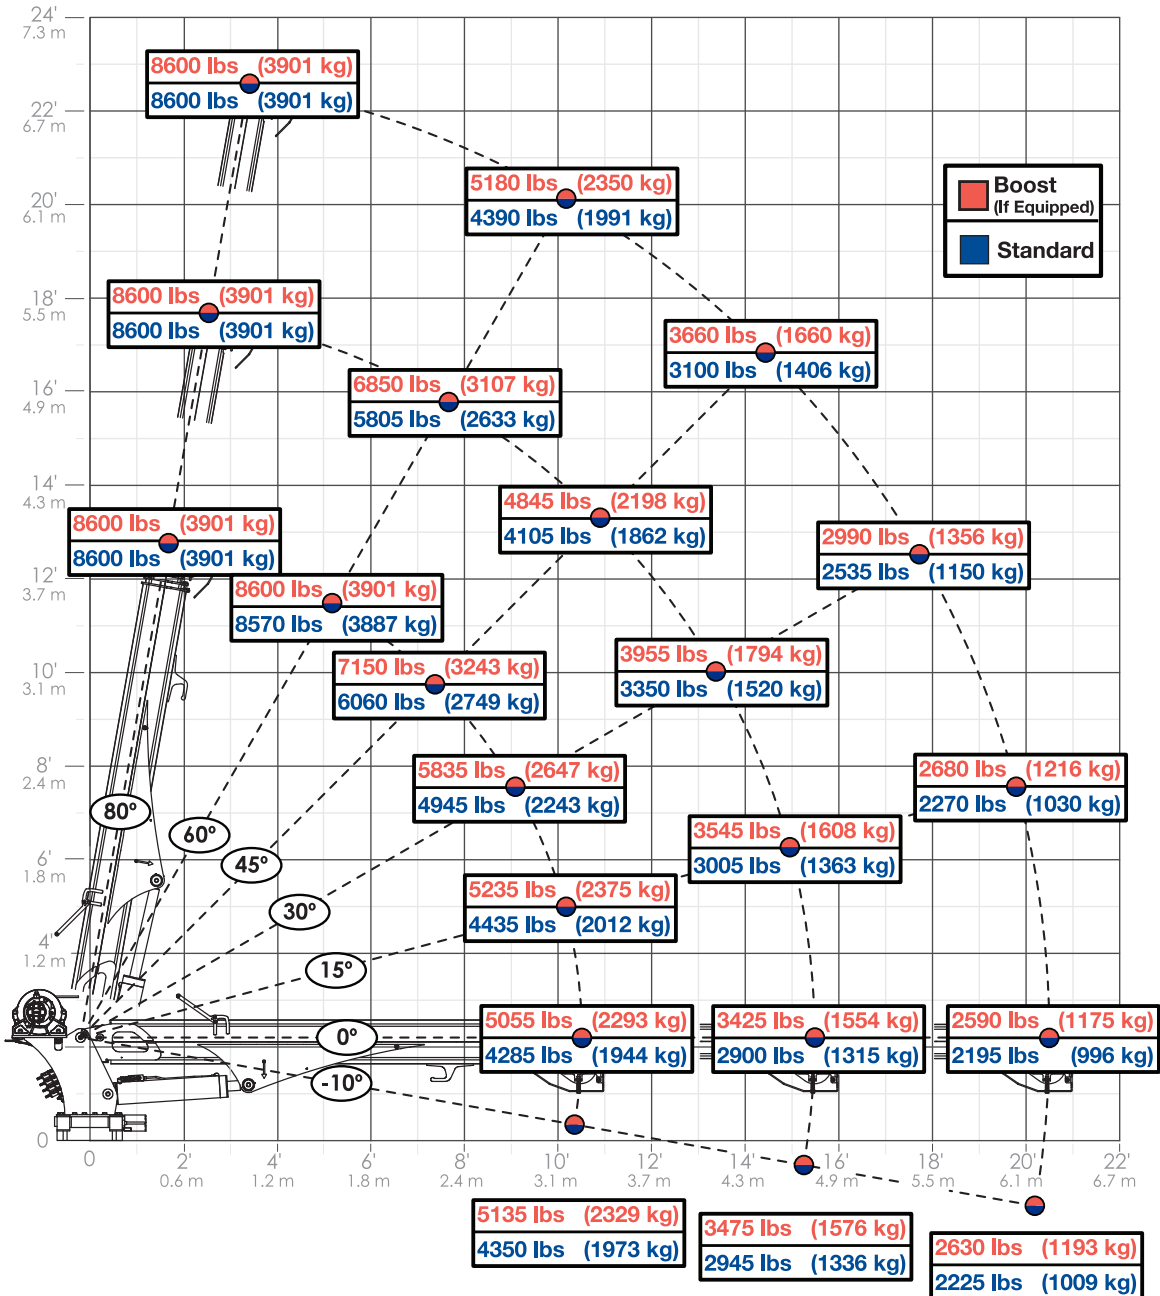 24'
7.3 m
8600 lbs (3901 kg)
8600 lbs (3901 kg)
22'
6.7 m
5180 lbs (2350 kg)
4390 lbs (1991 kg)
Boost
(If Equipped)
Standard
20'
6.1 m
18'
5.5 m
8600 lbs (3901 kg)
8600 lbs (3901 kg)
3660 lbs (1660 kg)
3100 lbs (1406 kg)
16'
4.9 m
6850 lbs (3107 kg)
5805 lbs (2633 kg)
14'
4.3 m
4845 lbs (2198 kg)
4105 lbs (1862 kg)
8600 lbs (3901 kg)
8600 lbs (3901 kg)
2990 lbs (1356 kg)
2535 lbs (1150 kg)
12'
3.7 m
8600 lbs (3901 kg)
8570 lbs (3887 kg)
10'
3.1 m
7150 lbs (3243 kg)
6060 lbs (2749 kg)
3955 lbs (1794 kg)
3350 lbs (1520 kg)
8'
2.4 m
5835 lbs (2647 kg)
4945 lbs (2243 kg)
2680 lbs (1216 kg)
2270 lbs (1030 kg)
80º
60º
45º
30º
15º
0º
-10º
6'
1.8 m
3545 lbs (1608 kg)
3005 lbs (1363 kg)
5235 lbs (2375 kg)
4435 lbs (2012 kg)
4'
1.2 m
5055 lbs (2293 kg)
4285 lbs (1944 kg)
3425 lbs (1554 kg)
2900 lbs (1315 kg)
2590 lbs (1175 kg)
2195 lbs (996 kg)
0
0
2'
0.6 m
4'
1.2 m
6'
1.8 m
8'
2.4 m
10'
3.1 m
12'
3.7 m
14'
4.3 m
16'
4.9 m
18'
5.5 m
20'
6.1 m
22'
6.7 m
5135 lbs (2329 kg)
4350 lbs (1973 kg)
3475 lbs (1576 kg)
2945 lbs (1336 kg)
2630 lbs (1193 kg)
2225 lbs (1009 kg)